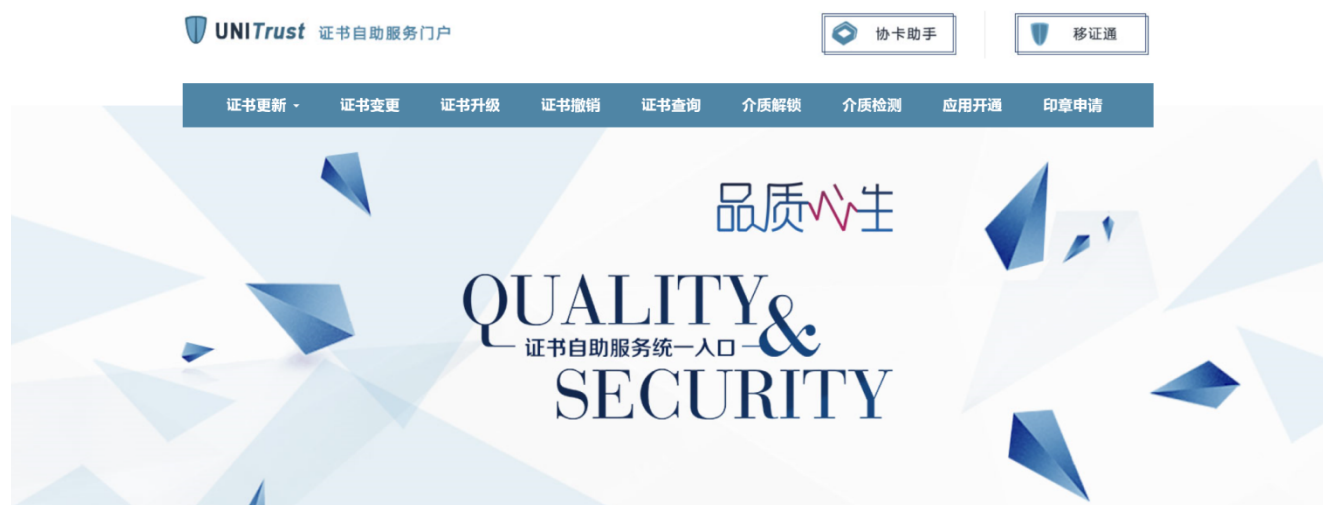 UNITrust 证书自助服务门户
协卡助手
移证通
证书更新 证书变更 证书升级 证书撤销 证书查询 介质解锁 介质检测 应用开通 印章申请
品质心生
QUALITY
证书自助服务统一入口
&
SECURITY